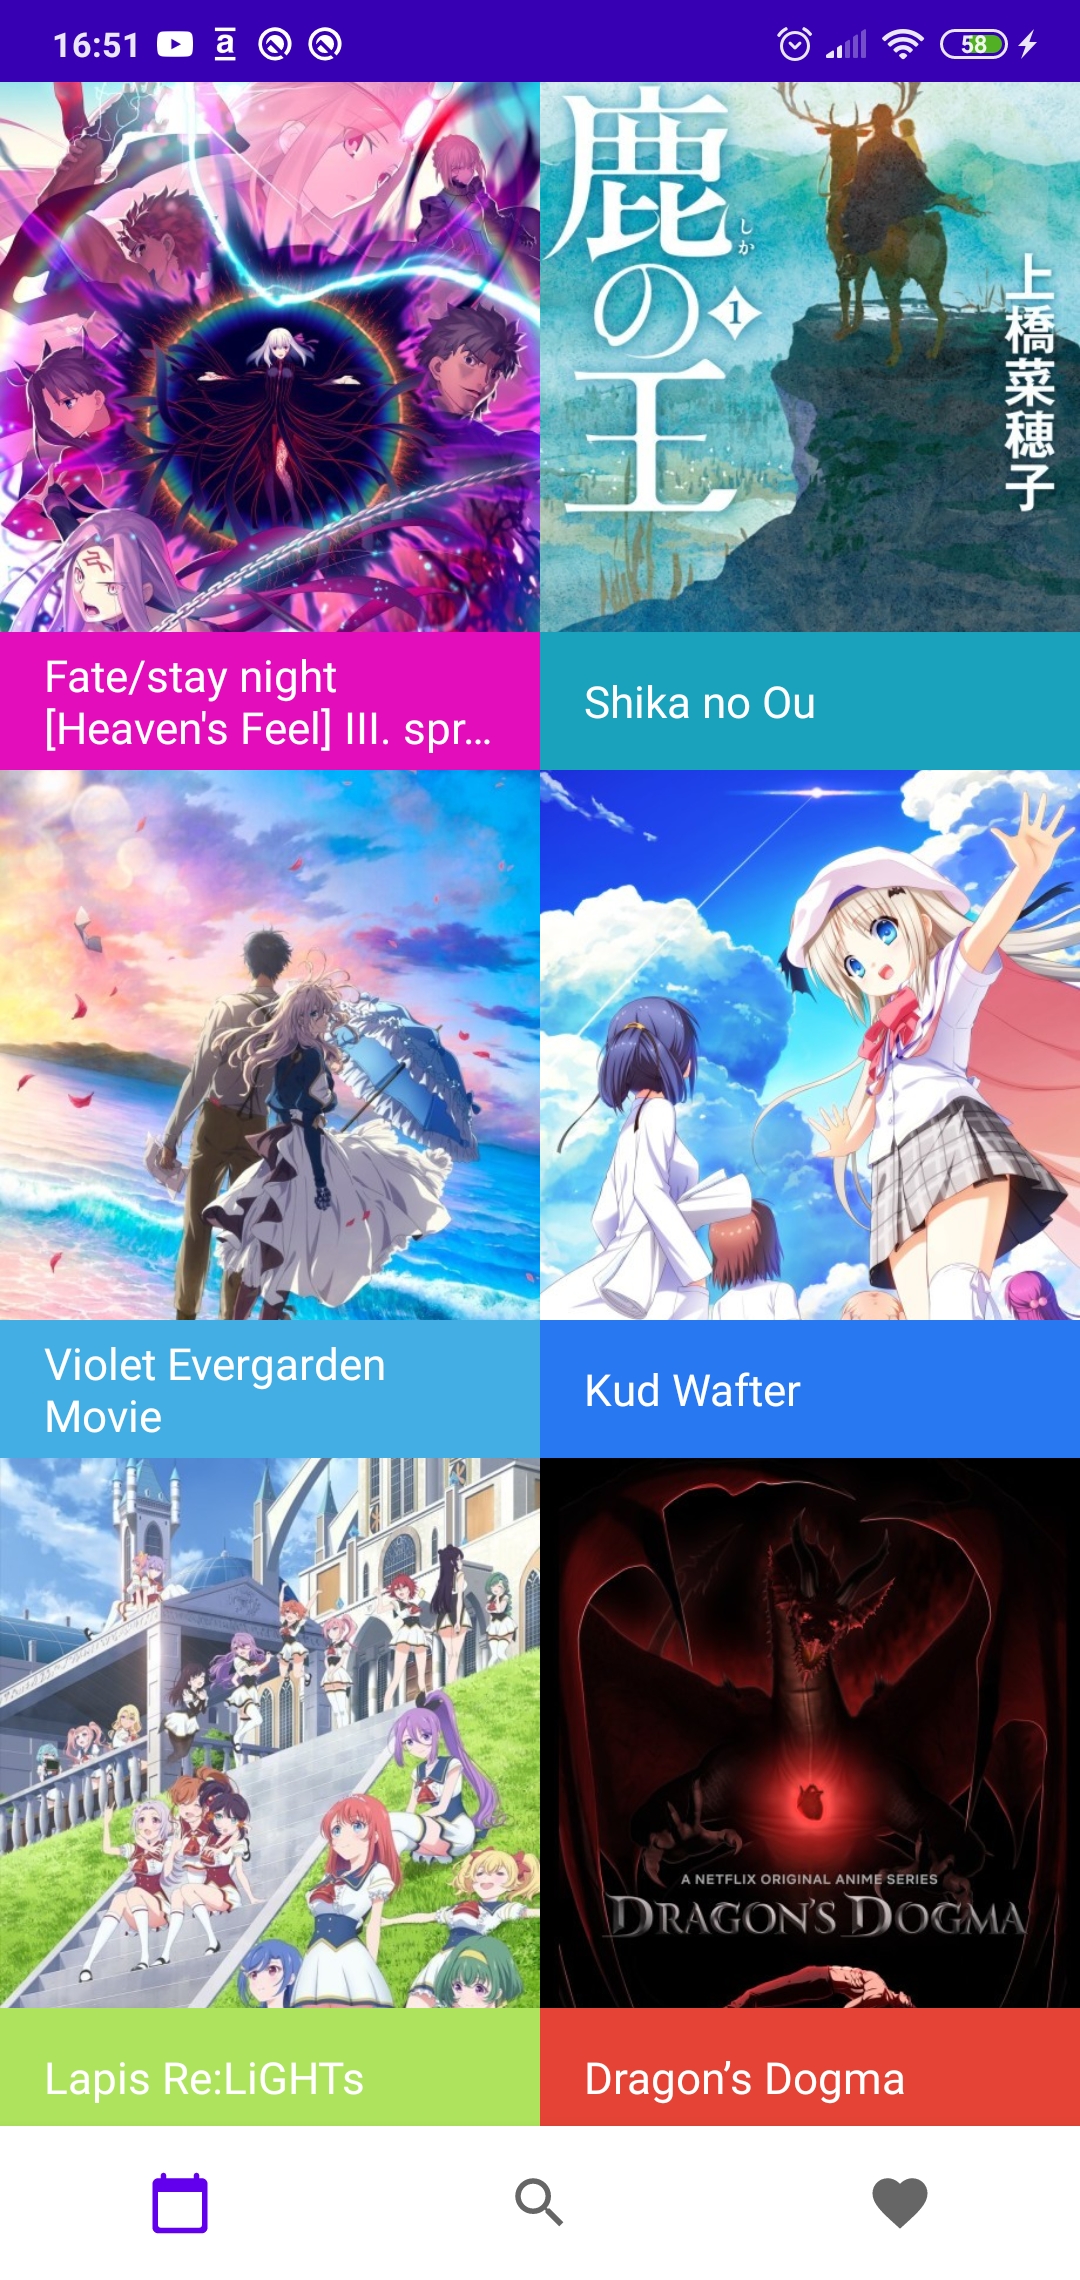 16:51
58
鹿の王
しか
1
上橋菜穂子
Fate/stay night
[Heaven's Feel] III. spr...
Shika no Ou
Violet Evergarden
Movie
Kud Wafter
A NETFLIX ORIGINAL ANIME SERIES
DRAGON'S DOGMA
Lapis Re:LiGHTs
Dragon’s Dogma